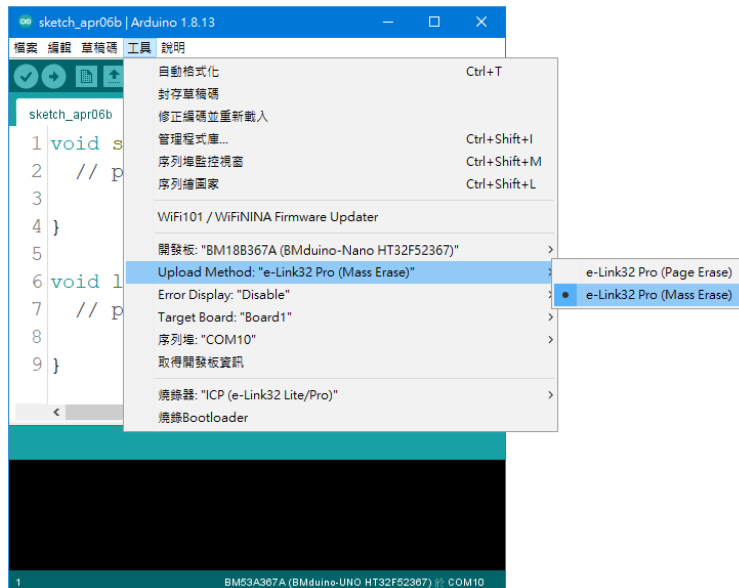 sketch_apr06b | Arduino 1.8.13
檔案 編輯 草稿碼 工具 說明
sketch_apr06b
1 void s
2 // p
3
4 }
5
6 void l
7 // p
8
9 }
自動格式化 Ctrl+T
封存草稿碼
修正編碼並重新載入
管理程式庫... Ctrl+Shift+I
序列埠監控視窗 Ctrl+Shift+M
序列繪圖家 Ctrl+Shift+L
WiFi101 / WiFiNINA Firmware Updater
開發板: "BM18B367A (BMduino-Nano HT32F52367)"
Upload Method: "e-Link32 Pro (Mass Erase)"
Error Display: "Disable"
Target Board: "Board1"
序列埠: "COM10"
取得開發板資訊
燒錄器: "ICP (e-Link32 Lite/Pro)"
燒錄Bootloader
e-Link32 Pro (Page Erase)
e-Link32 Pro (Mass Erase)
1 BM53A367A (BMduino-UNO HT32F52367) 於 COM10